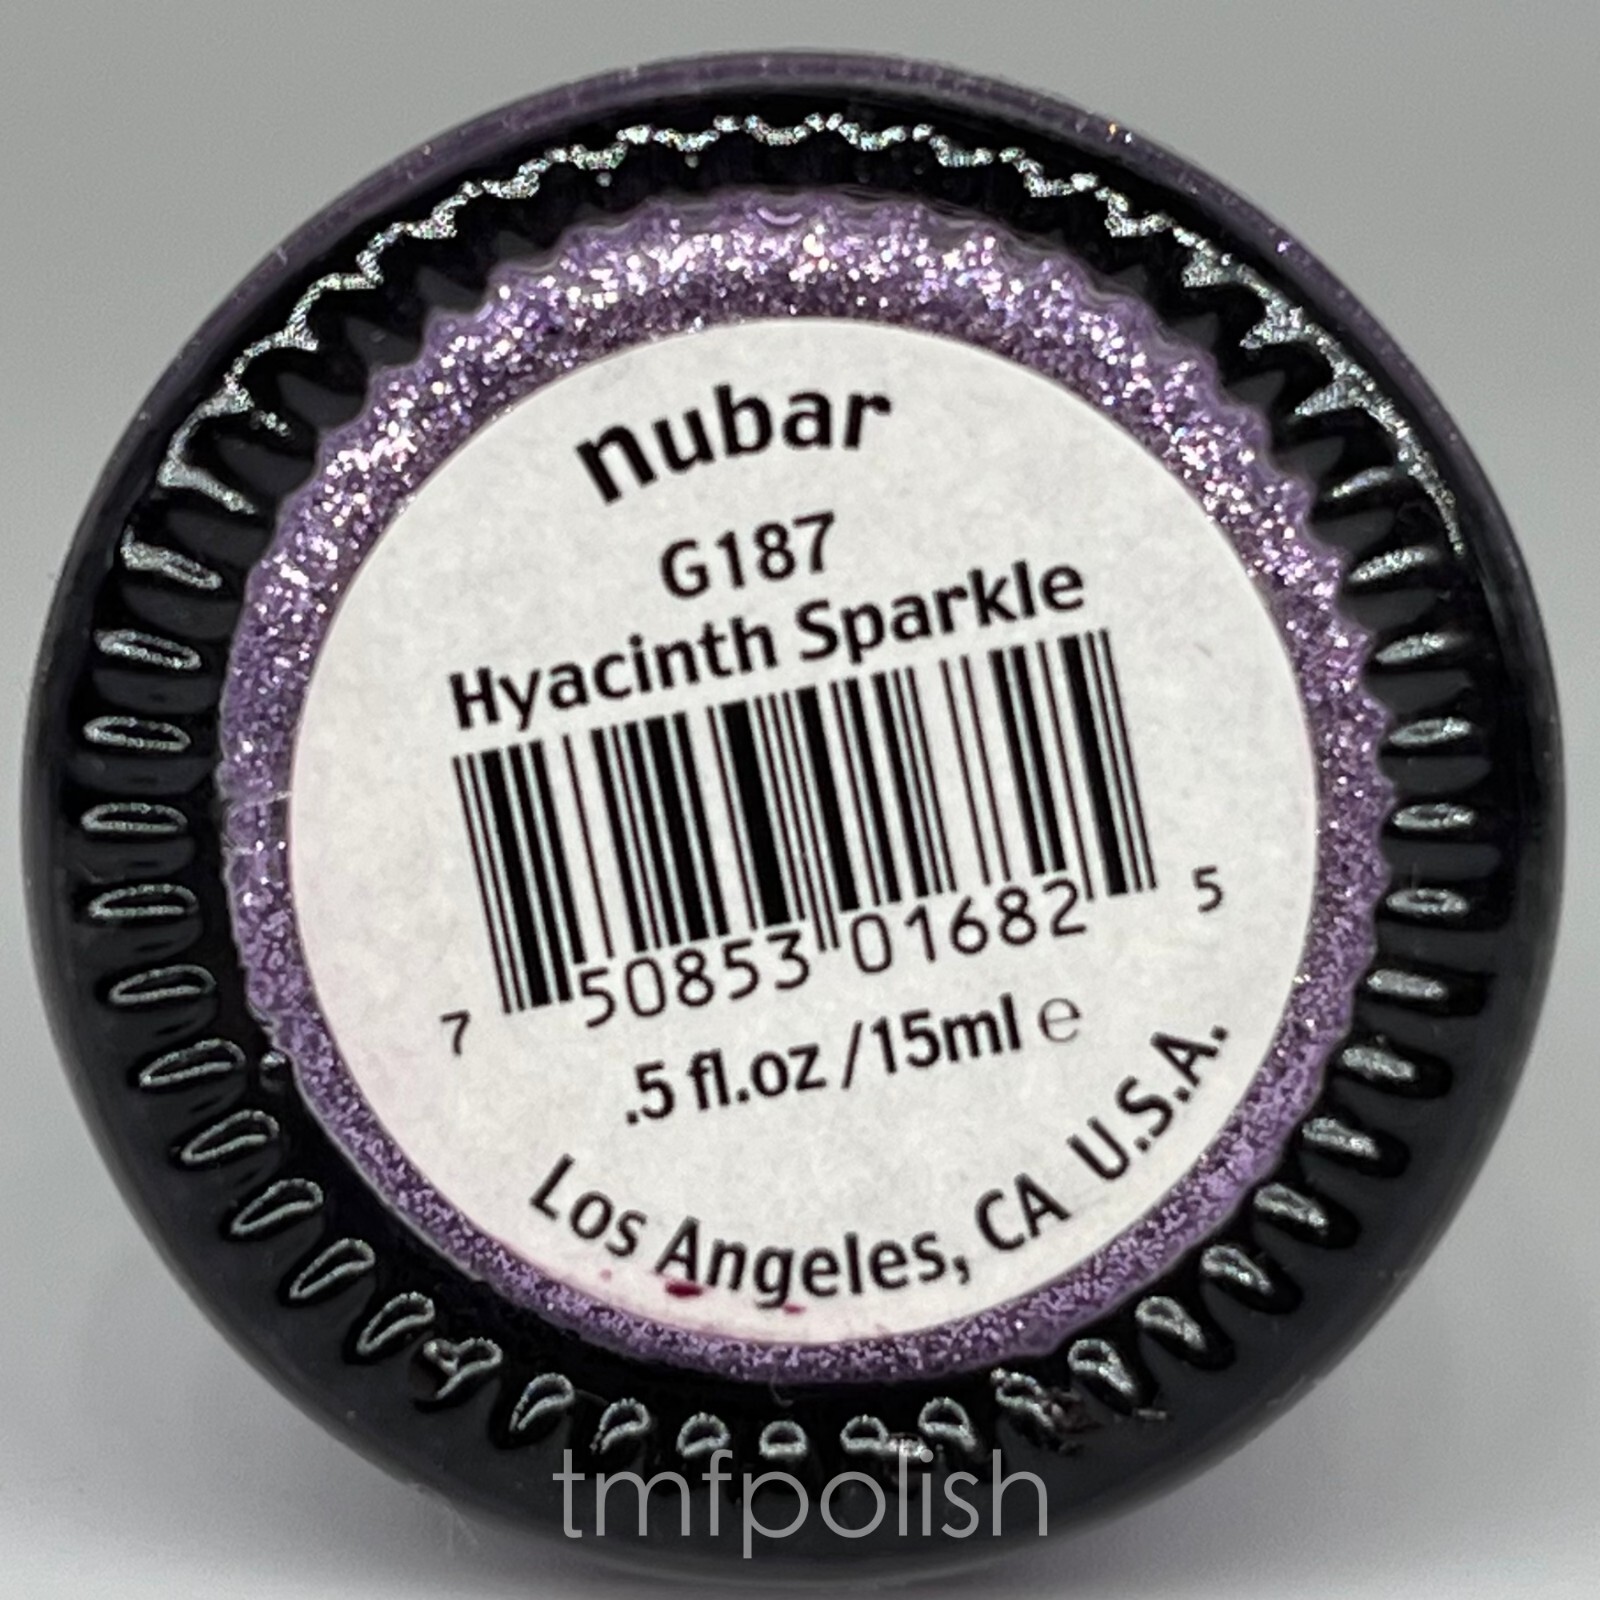 nubar
G187
Hyacinth Sparkle
7 50853 01682 5
.5 fl.oz /15ml e
Los Angeles, CA U.S.A.
tmfpolish